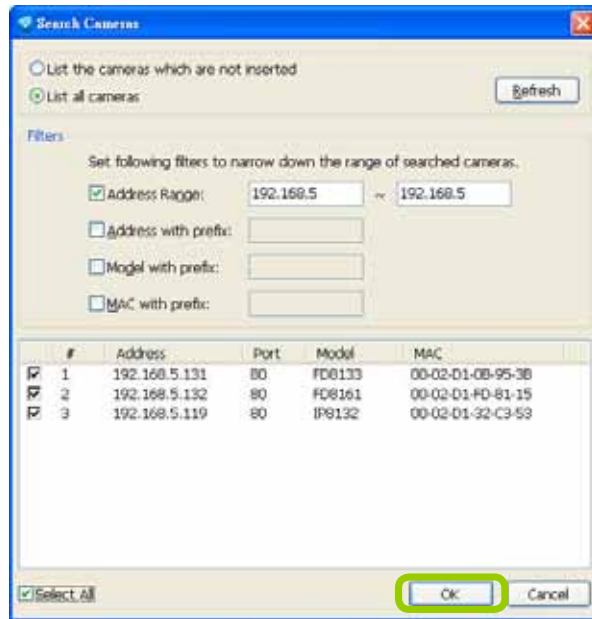 Search Cameras
List the cameras which are not inserted
List all cameras
Refresh
Filters
Set following filters to narrow down the range of searched cameras.
Address Range: 192.168.5 ~ 192.168.5
Address with prefix:
Model with prefix:
MAC with prefix:
# Address Port Model MAC
1 192.168.5.131 80 FD8133 00-02-D1-0B-95-3B
2 192.168.5.132 80 FD8161 00-02-D1-FD-81-15
3 192.168.5.119 80 IP8132 00-02-D1-32-C3-53
Select All OK Cancel